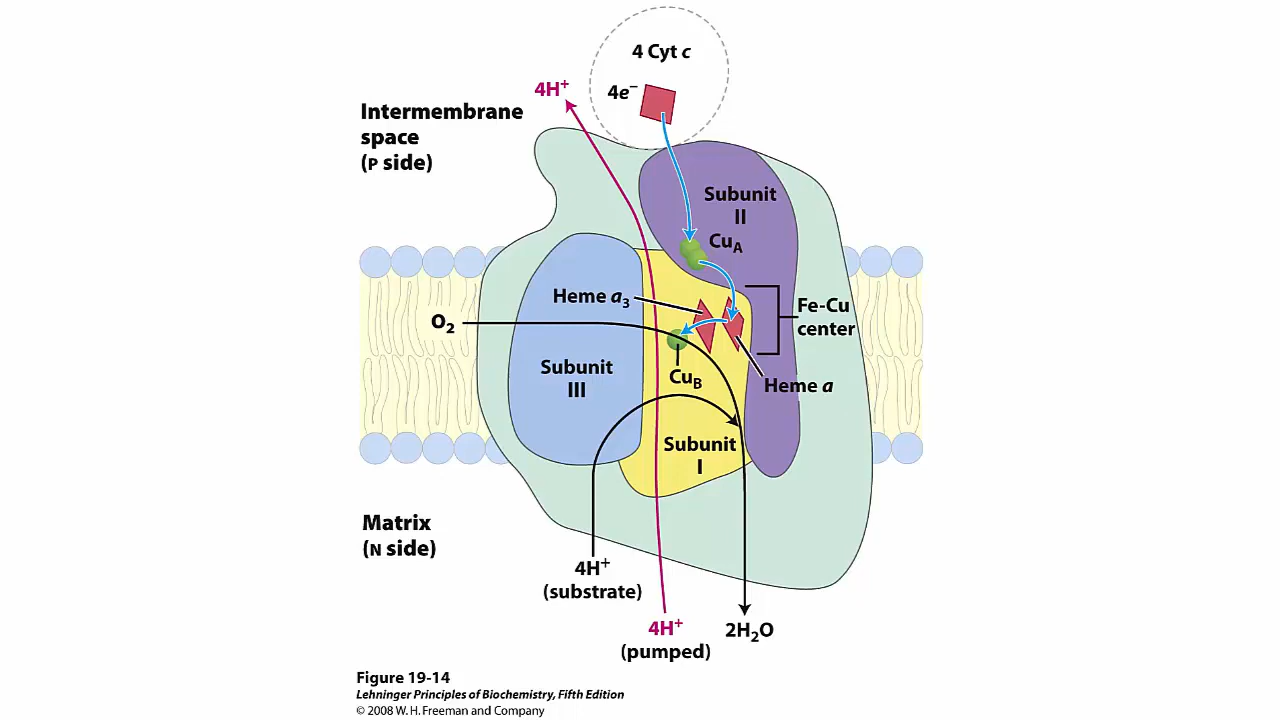 4 Cyt c
4H⁺
4e⁻
Intermembrane
space
(P side)
Subunit
II
CuA
Heme a₃
Fe-Cu
center
O₂
Subunit
III
CuB
Heme a
Subunit
I
Matrix
(N side)
4H⁺
(substrate)
4H⁺
(pumped)
2H₂O
Figure 19-14
Lehninger Principles of Biochemistry, Fifth Edition
© 2008 W. H. Freeman and Company